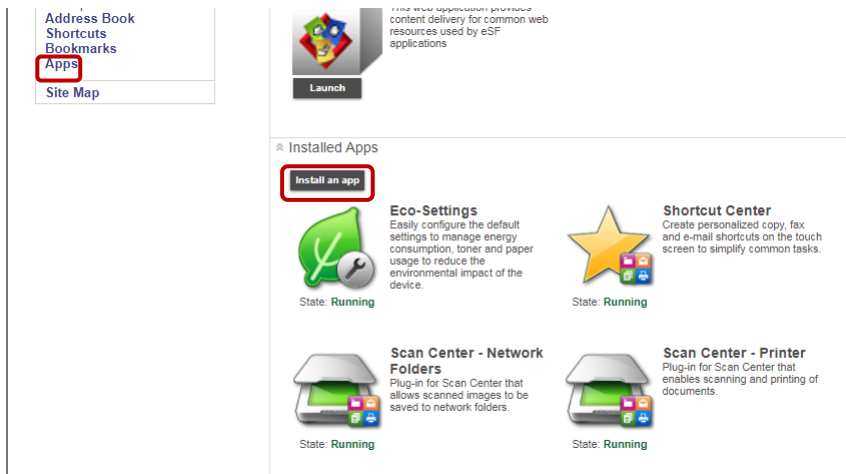 Address Book
Shortcuts
Bookmarks
Apps
Site Map
This web application provides
content delivery for common web
resources used by eSF
applications
Launch
Installed Apps
Install an app
Eco-Settings
Easily configure the default
settings to manage energy
consumption, toner and paper
usage to reduce the
environmental impact of the
device.
State: Running
Shortcut Center
Create personalized copy, fax
and e-mail shortcuts on the touch
screen to simplify common tasks.
State: Running
Scan Center - Network
Folders
Plug-in for Scan Center that
allows scanned images to be
saved to network folders.
State: Running
Scan Center - Printer
Plug-in for Scan Center that
enables scanning and printing of
documents.
State: Running